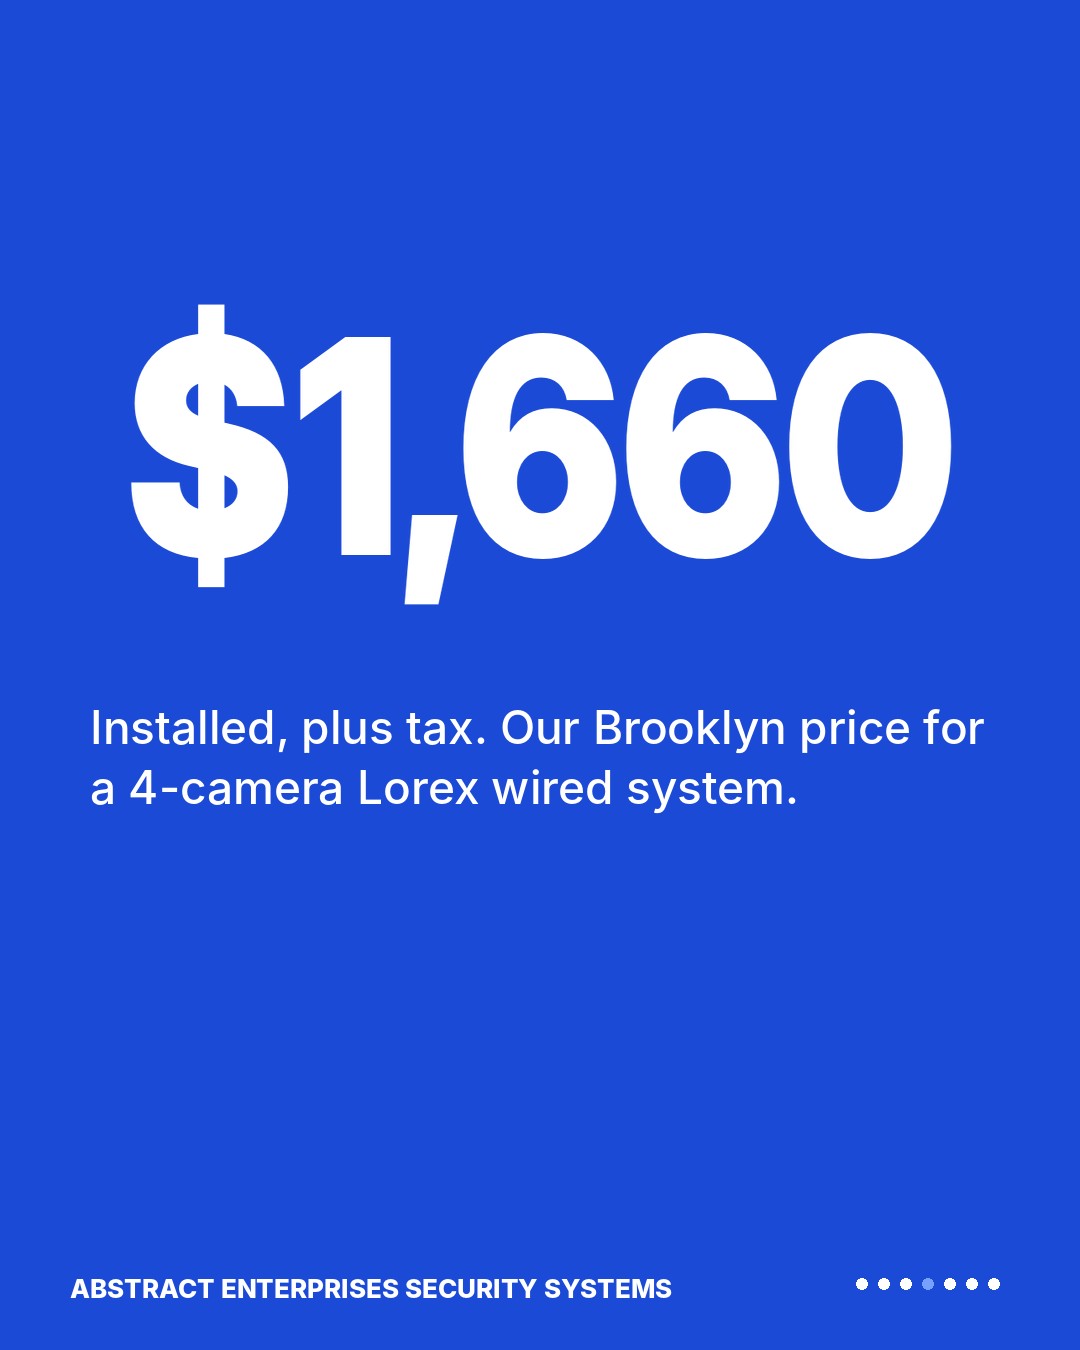 $1,660
Installed, plus tax. Our Brooklyn price for
a 4-camera Lorex wired system.
ABSTRACT ENTERPRISES SECURITY SYSTEMS